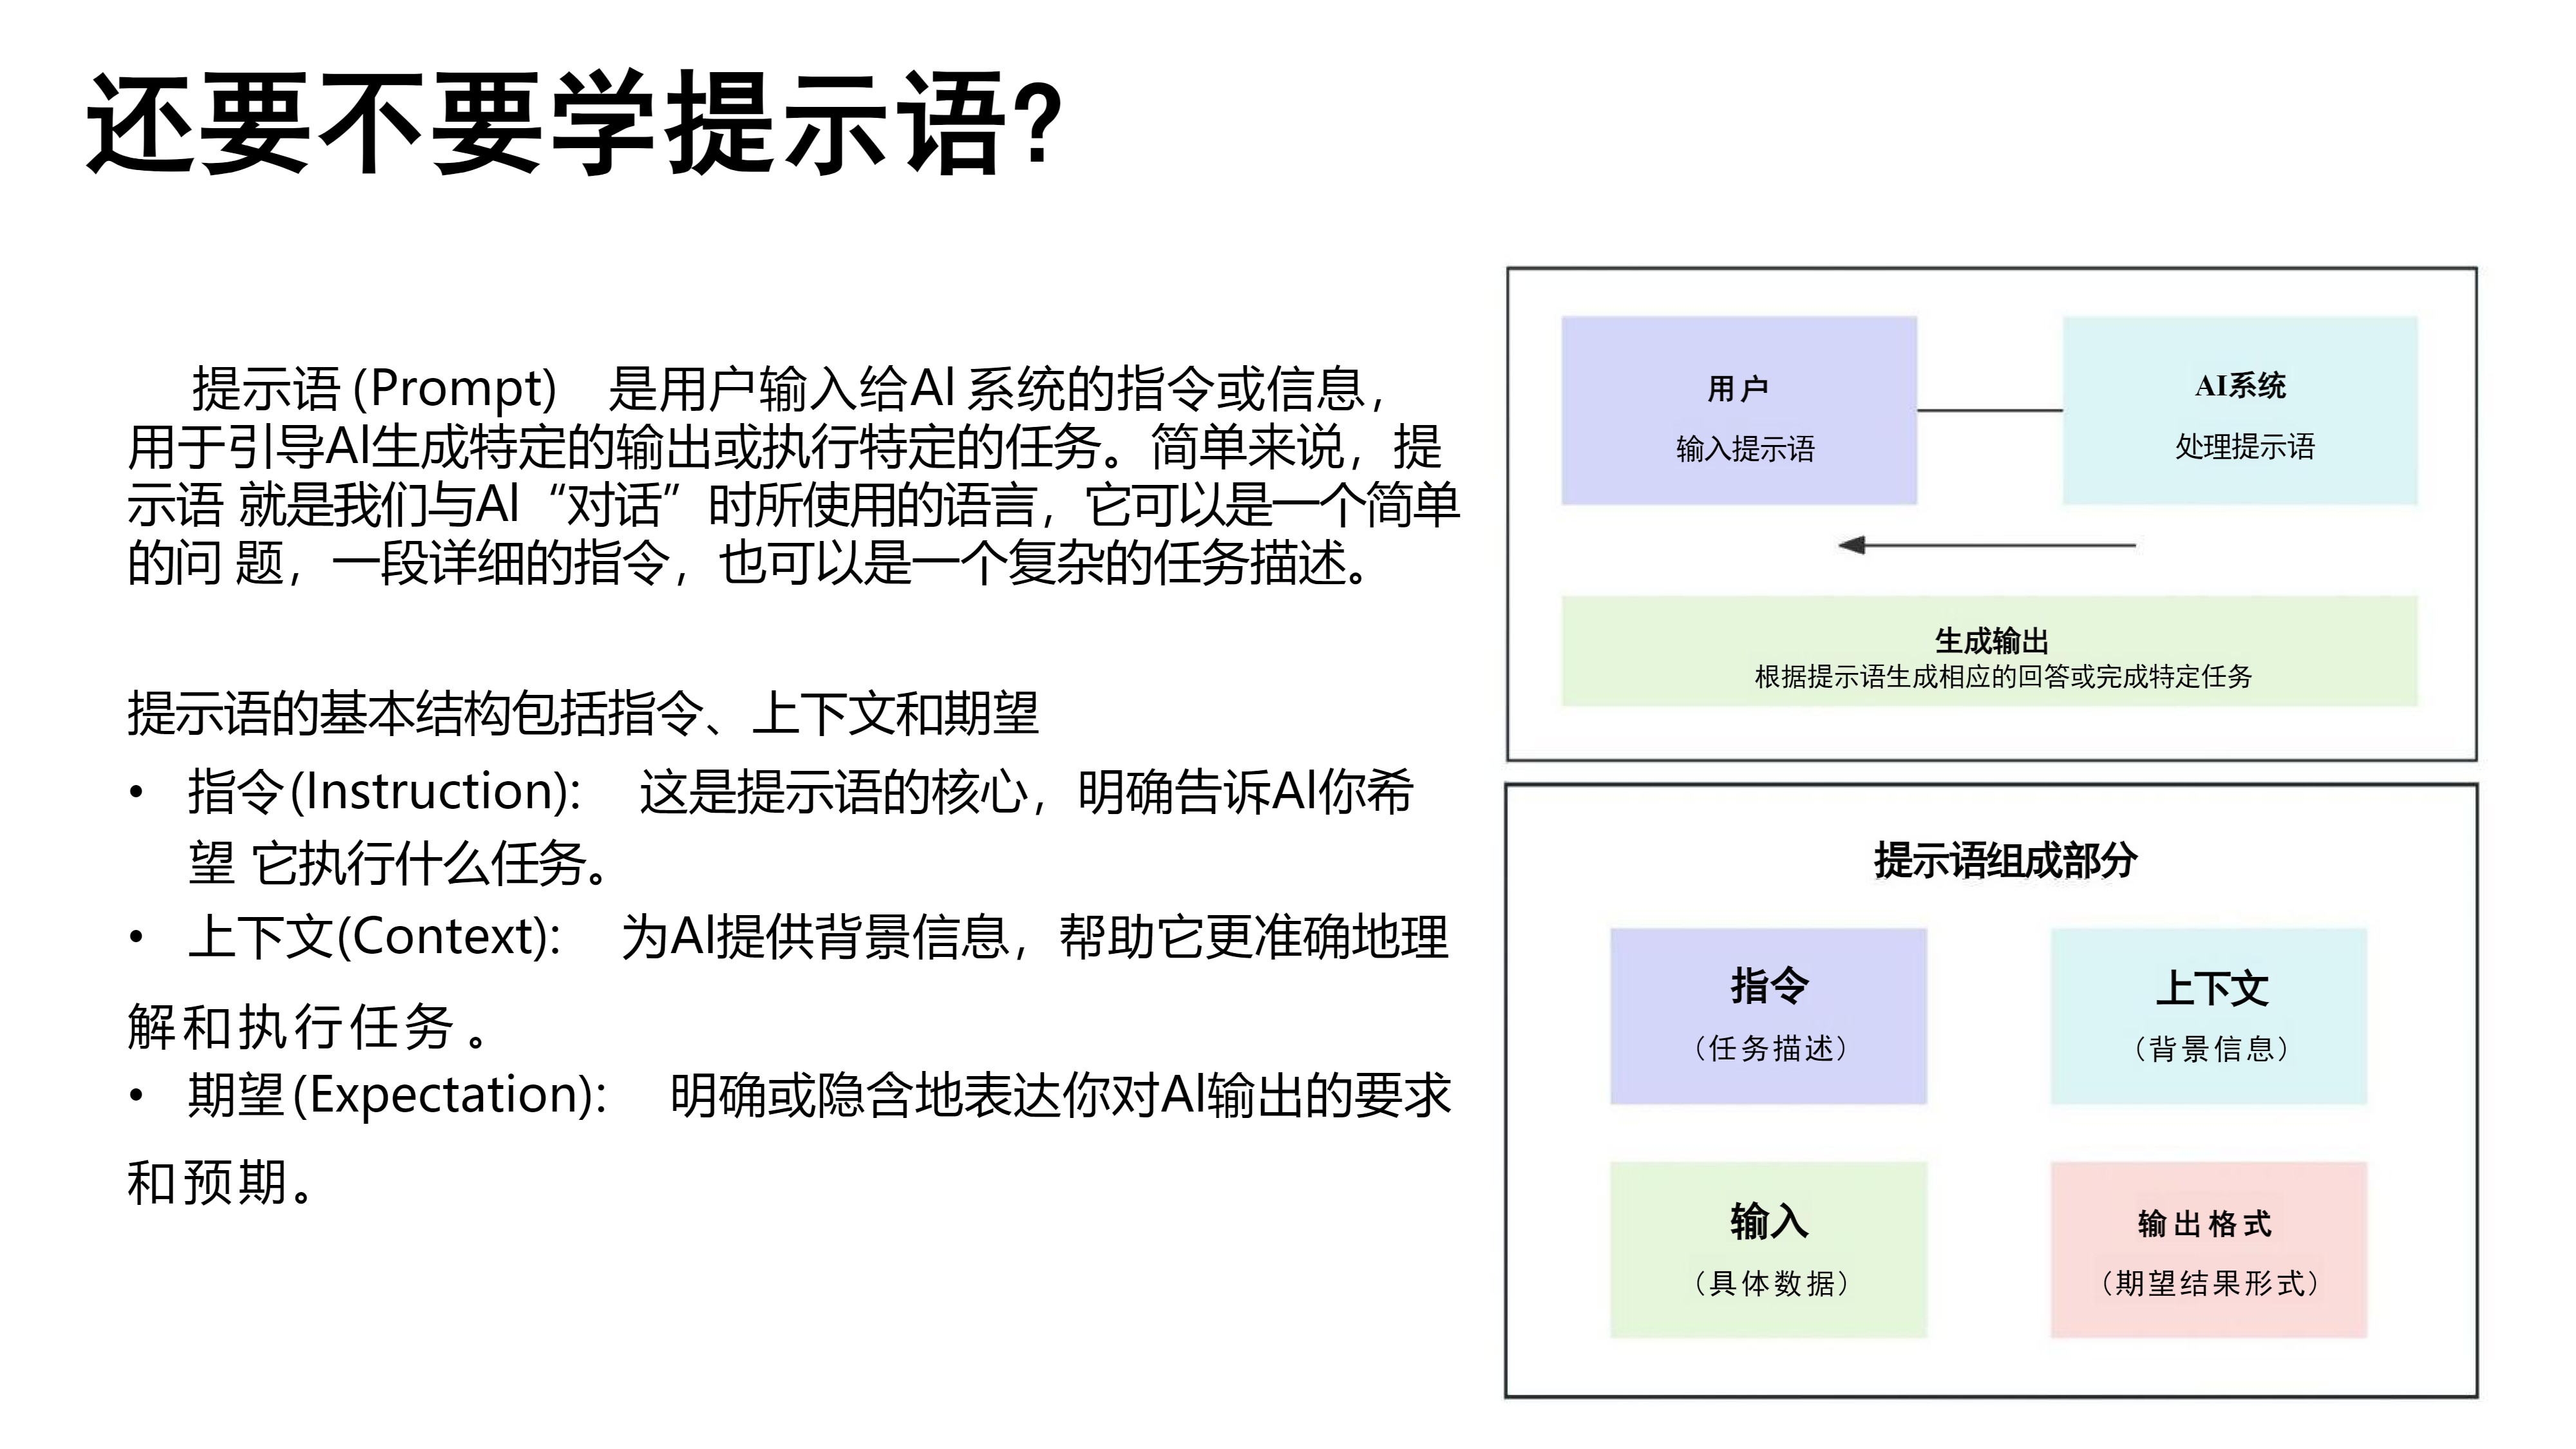 还要不要学提示语?
提示语 (Prompt) 是用户输入给AI 系统的指令或信息，
用于引导AI生成特定的输出或执行特定的任务。简单来说，提
示语 就是我们与AI“对话”时所使用的语言，它可以是一个简单
的问 题，一段详细的指令，也可以是一个复杂的任务描述。
提示语的基本结构包括指令、上下文和期望
• 指令(Instruction): 这是提示语的核心，明确告诉AI你希
望 它执行什么任务。
• 上下文(Context): 为AI提供背景信息，帮助它更准确地理
解和执行任务。
• 期望(Expectation): 明确或隐含地表达你对AI输出的要求
和预期。
用户
输入提示语
AI系统
处理提示语
生成输出
根据提示语生成相应的回答或完成特定任务
提示语组成部分
指令
（任务描述）
上下文
（背景信息）
输入
（具体数据）
输出格式
（期望结果形式）